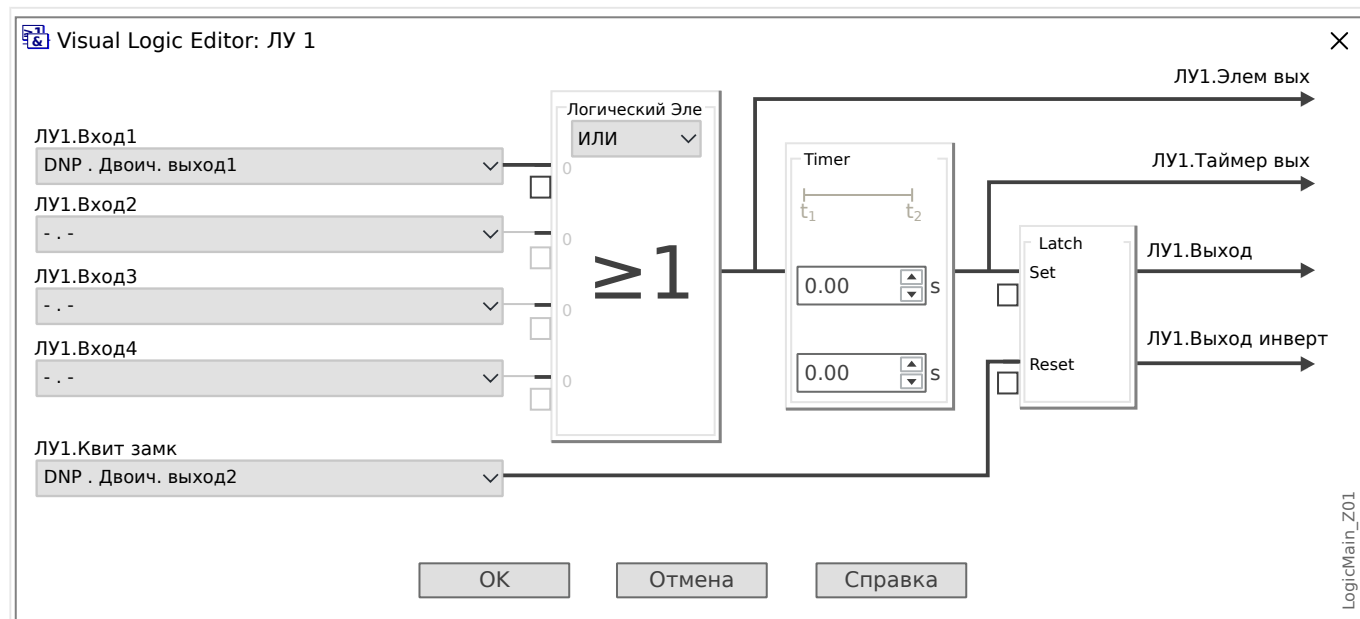 Visual Logic Editor: ЛУ 1
ЛУ1.Элем вых
Логический Эле
ИЛИ
ЛУ1.Вход1
DNP . Двоич. выход1
0
Timer
ЛУ1.Таймер вых
t1 t2
ЛУ1.Вход2
- . -
0
≥1
Latch
ЛУ1.Выход
Set
ЛУ1.Вход3
0.00 s
- . -
0
ЛУ1.Выход инверт
ЛУ1.Вход4
- . -
0
0.00 s
Reset
ЛУ1.Квит замк
DNP . Двоич. выход2
OK Отмена Справка
LogicMain_Z01
≥1
&